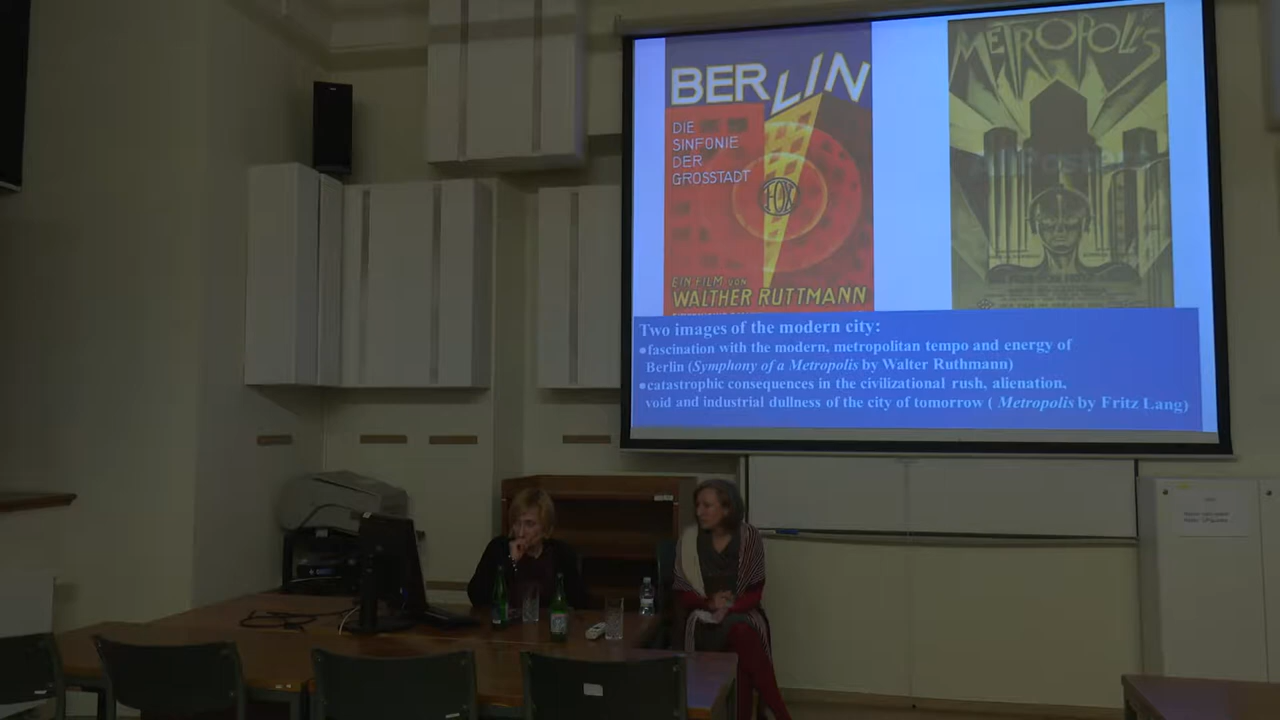 BERLIN
DIE
SINFONIE
DER
GROSSTADT
FOX
EIN FILM VON
WALTHER RUTTMANN
METROPOLIS
Two images of the modern city:
●fascination with the modern, metropolitan tempo and energy of
Berlin (Symphony of a Metropolis by Walter Ruthmann)
●catastrophic consequences in the civilizational rush, alienation,
void and industrial dullness of the city of tomorrow ( Metropolis by Fritz Lang)